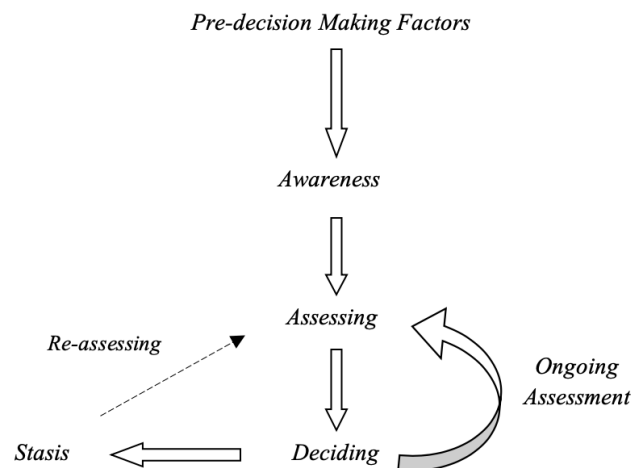 Pre-decision Making Factors
Awareness
Assessing
Re-assessing
Ongoing
Assessment
Stasis
Deciding